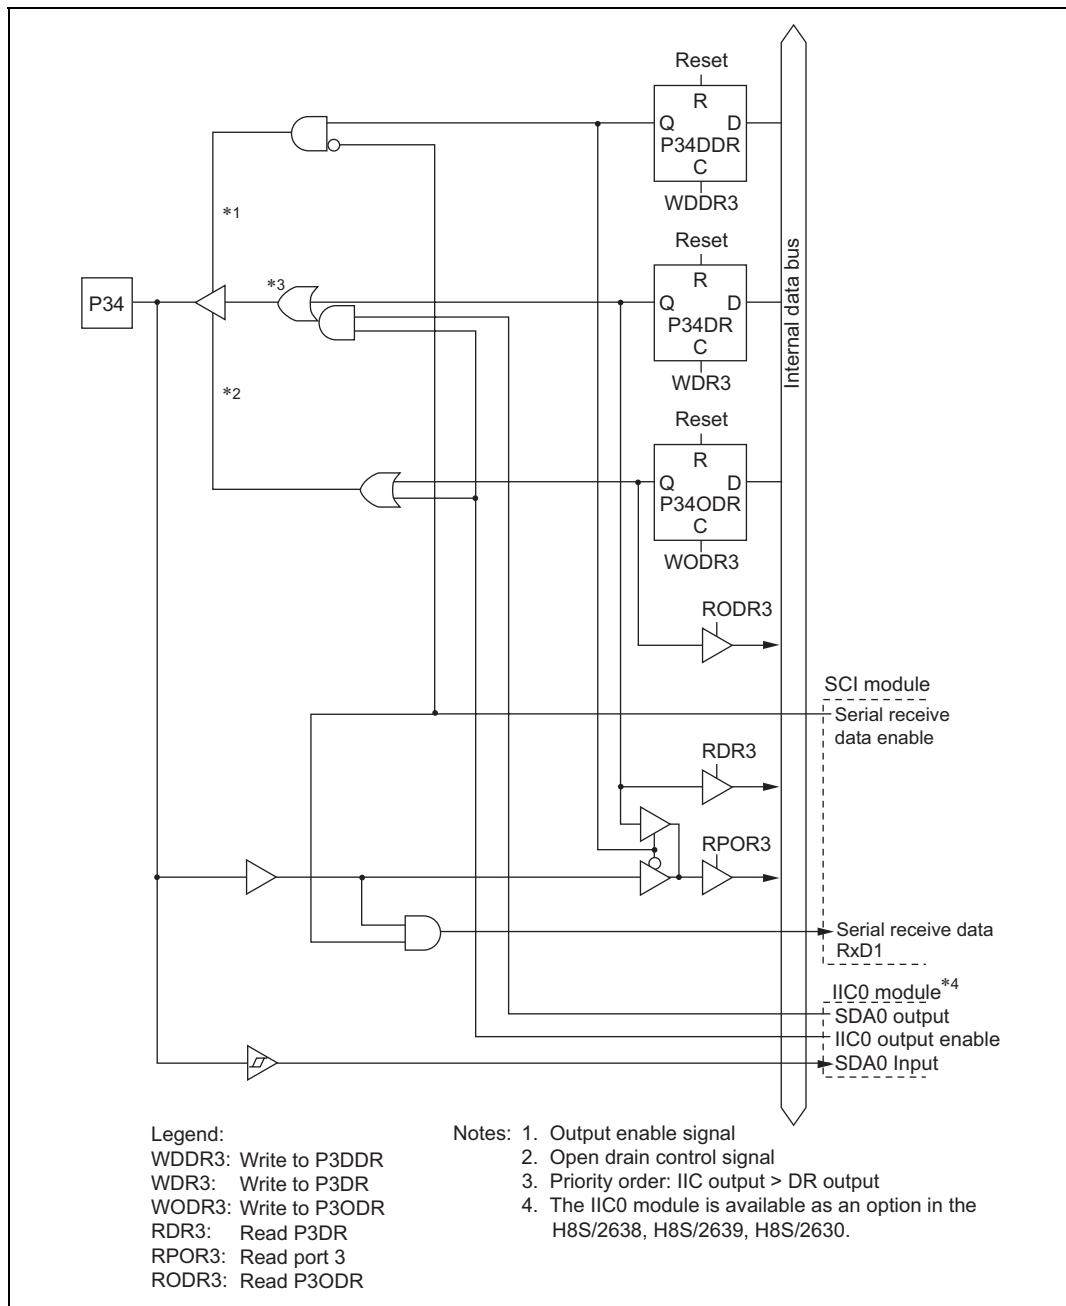 Reset
R
Q D
P34DDR
C
WDDR3
*1
Reset
R
P34
*3
Q D
P34DR
C
WDR3
Internal data bus
*2
Reset
R
Q D
P34ODR
C
WODR3
RODR3
SCI module
Serial receive
data enable
RDR3
RPOR3
Serial receive data
RxD1
IIC0 module*4
SDA0 output
IIC0 output enable
SDA0 Input
Legend:
WDDR3: Write to P3DDR
WDR3: Write to P3DR
WODR3: Write to P3ODR
RDR3: Read P3DR
RPOR3: Read port 3
RODR3: Read P3ODR
Notes: 1. Output enable signal
2. Open drain control signal
3. Priority order: IIC output > DR output
4. The IIC0 module is available as an option in the
H8S/2638, H8S/2639, H8S/2630.